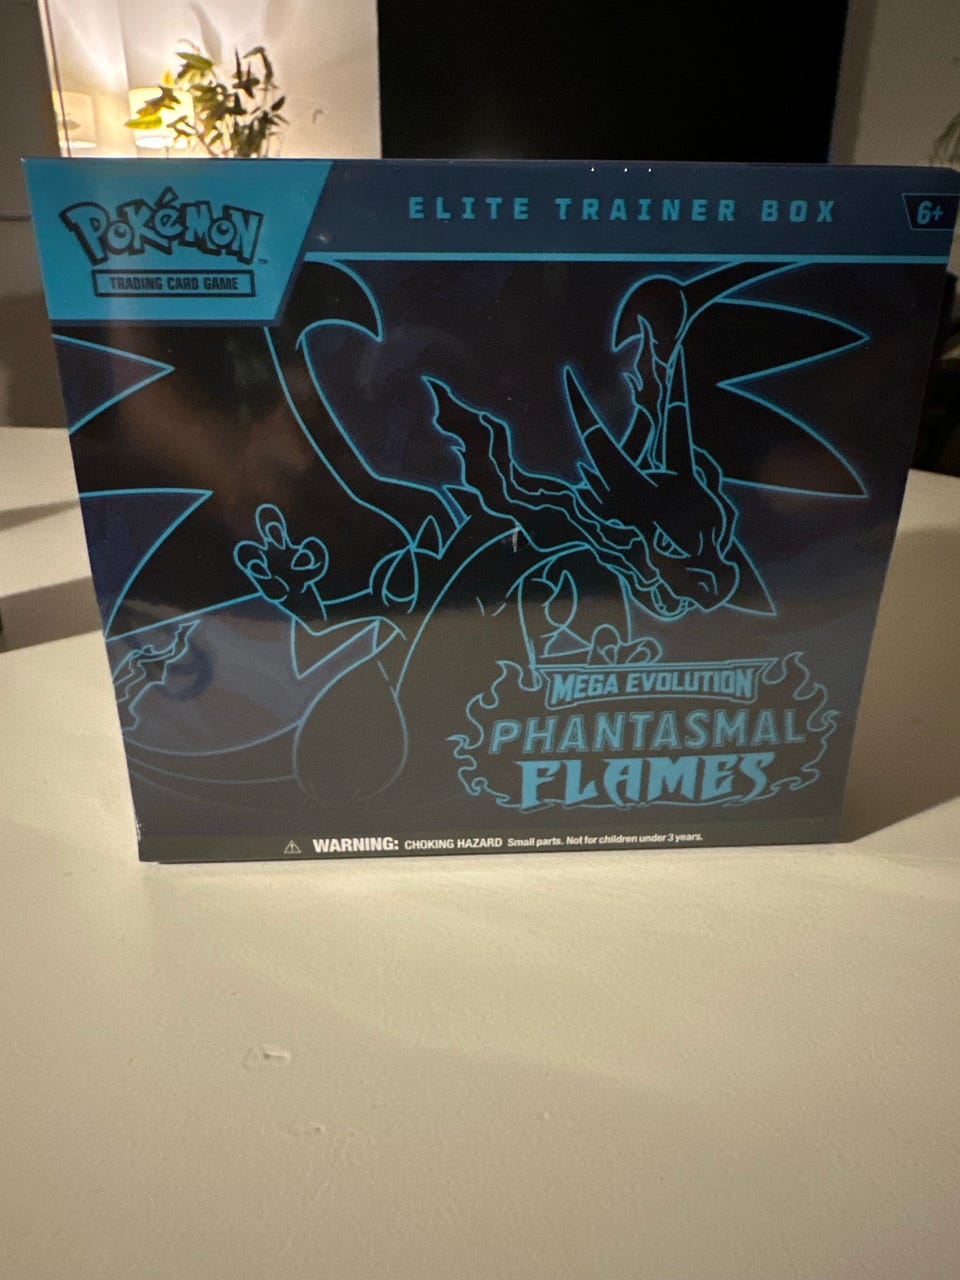 POKéMON™
TRADING CARD GAME
ELITE TRAINER BOX
6+
MEGA EVOLUTION
PHANTASMAL
FLAMES
WARNING: CHOKING HAZARD Small parts. Not for children under 3 years.